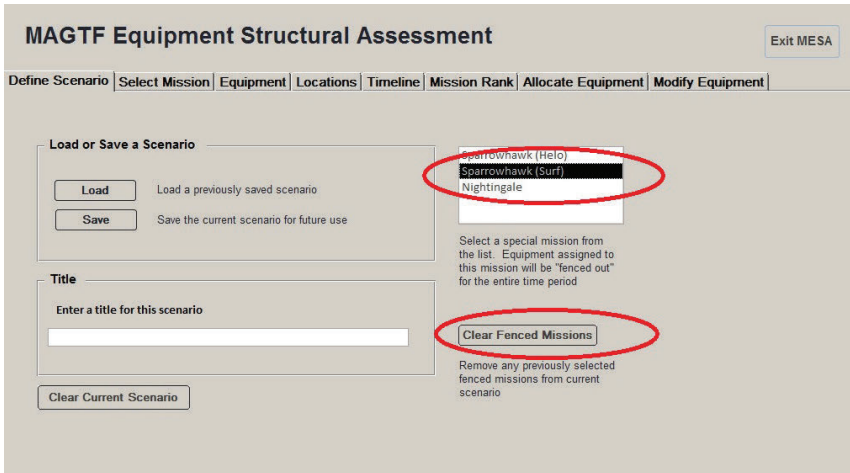 MAGTF Equipment Structural Assessment
Exit MESA
Define Scenario Select Mission Equipment Locations Timeline Mission Rank Allocate Equipment Modify Equipment
Load or Save a Scenario
Load Load a previously saved scenario
Save Save the current scenario for future use
Title
Enter a title for this scenario
Clear Current Scenario
Sparrowhawk (Helo)
Sparrowhawk (Surf)
Nightingale
Select a special mission from
the list. Equipment assigned to
this mission will be "fenced out"
for the entire time period
Clear Fenced Missions
Remove any previously selected
fenced missions from current
scenario